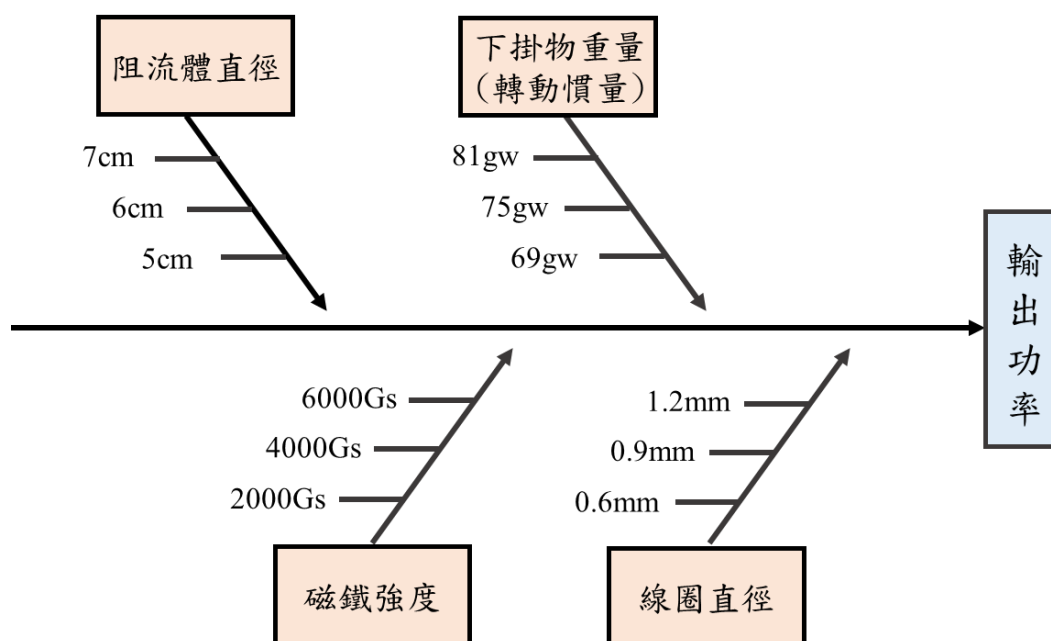 阻流體直徑
7cm
6cm
5cm
下掛物重量
(轉動慣量)
81gw
75gw
69gw
輸出功率
6000Gs
4000Gs
2000Gs
磁鐵強度
1.2mm
0.9mm
0.6mm
線圈直徑